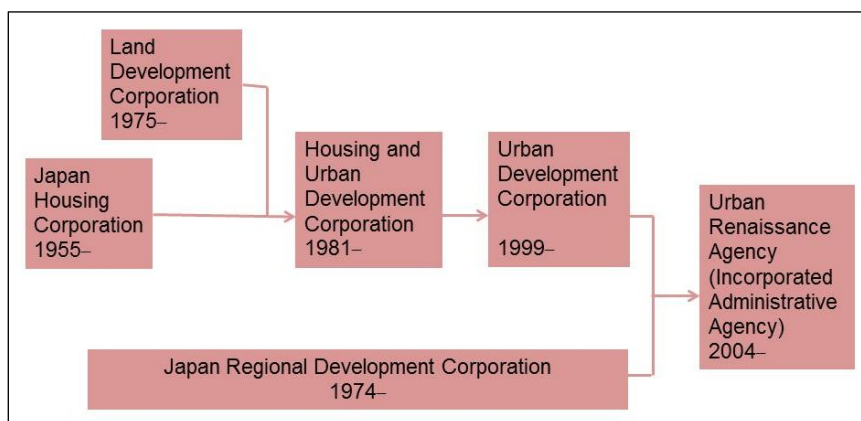 Land
Development
Corporation
1975–
Japan
Housing
Corporation
1955–
Housing and
Urban
Development
Corporation
1981–
Urban
Development
Corporation
1999–
Urban
Renaissance
Agency
(Incorporated
Administrative
Agency)
2004–
Japan Regional Development Corporation
1974–